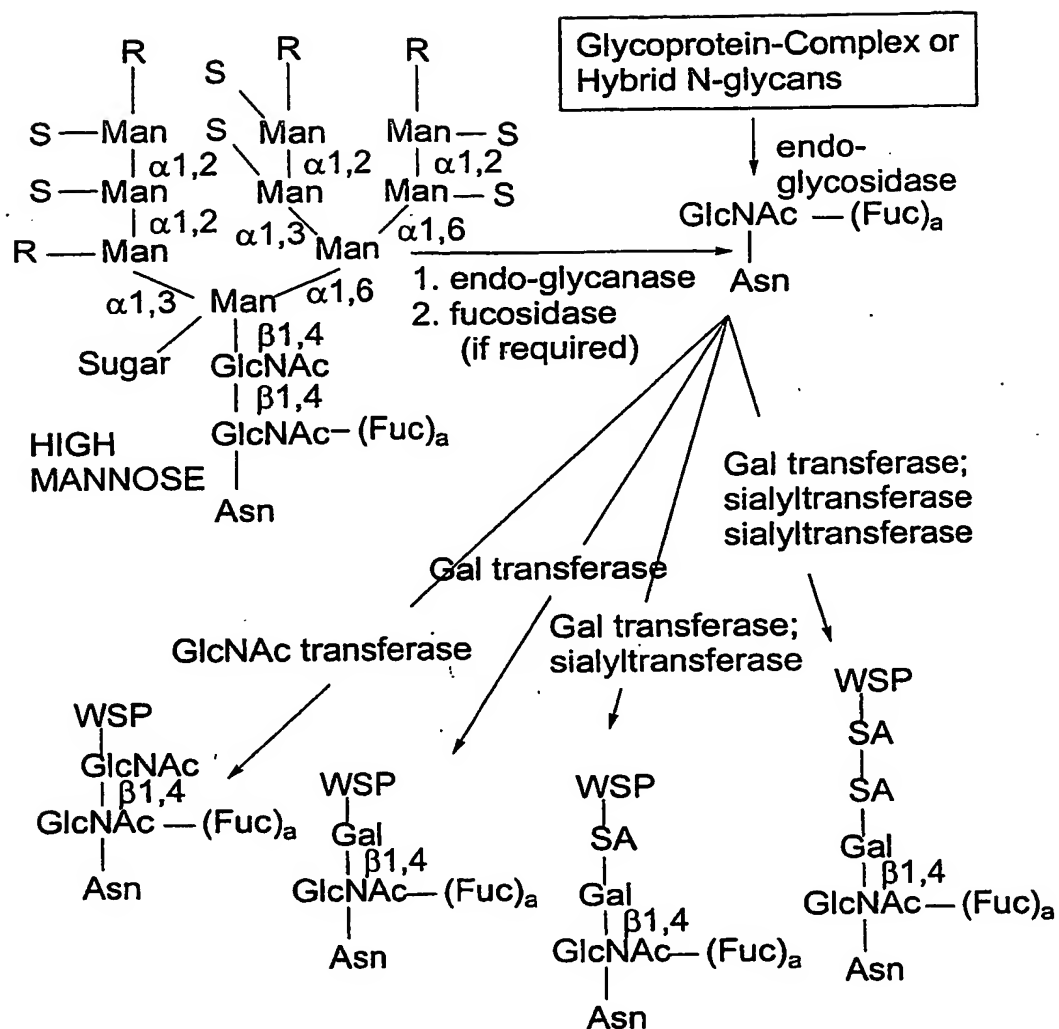 Glycoprotein-Complex or
Hybrid N-glycans
endo-
glycosidase
GlcNAc —(Fuc)a
Asn
R
S
R
R
S—Man
S
Man
Man—S
α1,2
α1,2
α1,2
S—Man
Man
Man—S
α1,2
R—Man
α1,3
Man
α1,6
α1,3
Man
α1,6
β1,4
Sugar
GlcNAc
β1,4
GlcNAc—(Fuc)a
HIGH
MANNOSE
Asn
1. endo-glycanase
2. fucosidase
(if required)
GlcNAc transferase
Gal transferase
Gal transferase;
sialyltransferase
Gal transferase;
sialyltransferase
sialyltransferase
WSP
GlcNAc
β1,4
GlcNAc —(Fuc)a
Asn
WSP
Gal
β1,4
GlcNAc—(Fuc)a
Asn
WSP
SA
Gal
β1,4
GlcNAc—(Fuc)a
Asn
WSP
SA
SA
Gal
β1,4
GlcNAc—(Fuc)a
Asn